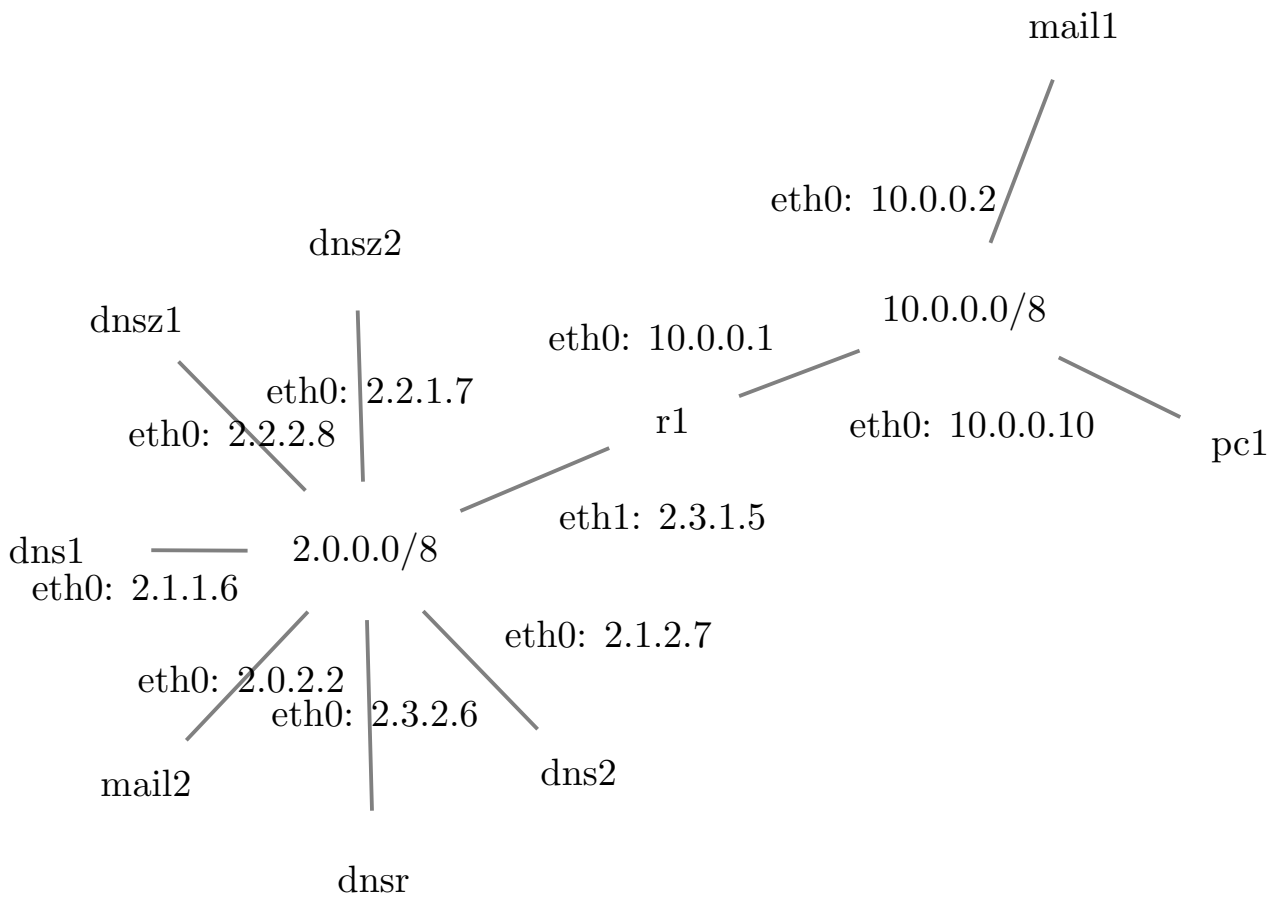 mail1
eth0: 10.0.0.2
dnsz2
10.0.0.0/8
dnsz1
eth0: 10.0.0.1
eth0: 2.2.1.7
r1
eth0: 10.0.0.10
eth0: 2.2.2.8
pc1
eth1: 2.3.1.5
dns1
2.0.0.0/8
eth0: 2.1.1.6
eth0: 2.1.2.7
eth0: 2.0.2.2
eth0: 2.3.2.6
dns2
mail2
dnsr